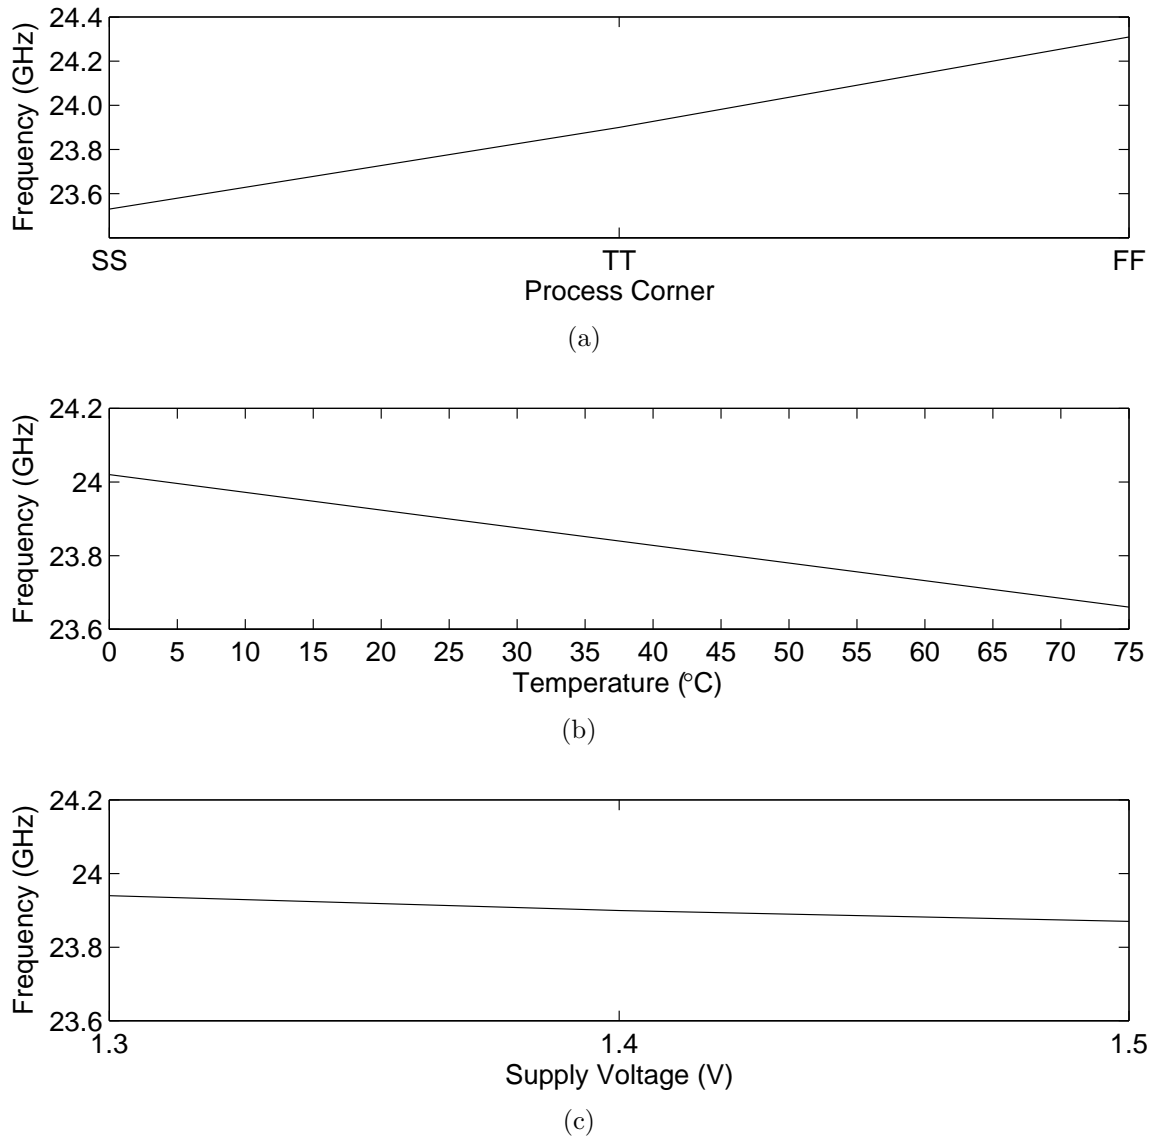 24.4
24.2
24.0
23.8
23.6
Frequency (GHz)
SS TT FF
Process Corner
(a)
24.2
24
23.8
23.6
Frequency (GHz)
0 5 10 15 20 25 30 35 40 45 50 55 60 65 70 75
Temperature (°C)
(b)
24.2
24
23.8
23.6
Frequency (GHz)
1.3 1.4 1.5
Supply Voltage (V)
(c)